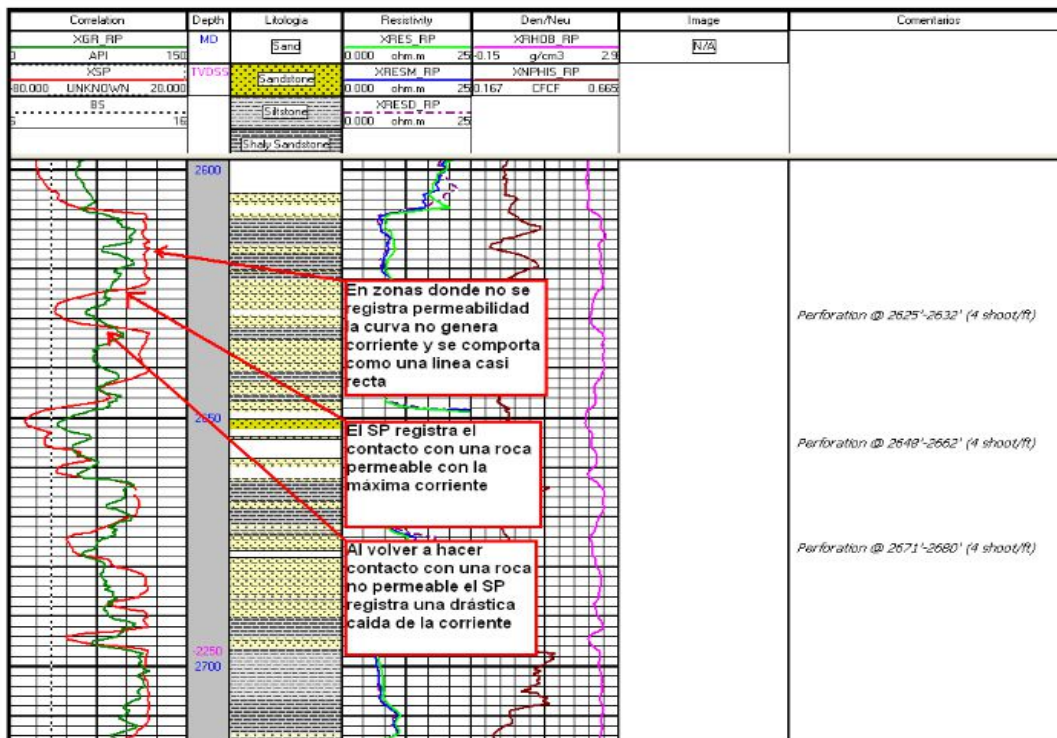 Correlation Depth Litologia Resistivity Den/Neu Image Comentarios
XGR_RP
0 API 150
XSP
-80.000 UNKNOWN 20.000
BS
6 16
MD
TVDSS
Sand
Sandstone
Siltstone
Shaly Sandstone
XRES_RP
0.000 ohm.m 25
XRESM_RP
0.000 ohm.m 25
XRESD_RP
0.000 ohm.m 25
XRHOB_RP
-0.15 g/cm3 2.9
XNPHIS_RP
0.167 CFCF 0.665
N/A
2600
En zonas donde no se
registra permeabilidad
la curva no genera
corriente y se comporta
como una linea casi
recta
Perforation @ 2625'-2632' (4 shoot/ft)
El SP registra el
contacto con una roca
permeable con la
máxima corriente
Perforation @ 2648'-2662' (4 shoot/ft)
Al volver a hacer
contacto con una roca
no permeable el SP
registra una drástica
caida de la corriente
Perforation @ 2671'-2680' (4 shoot/ft)
-2250
2700